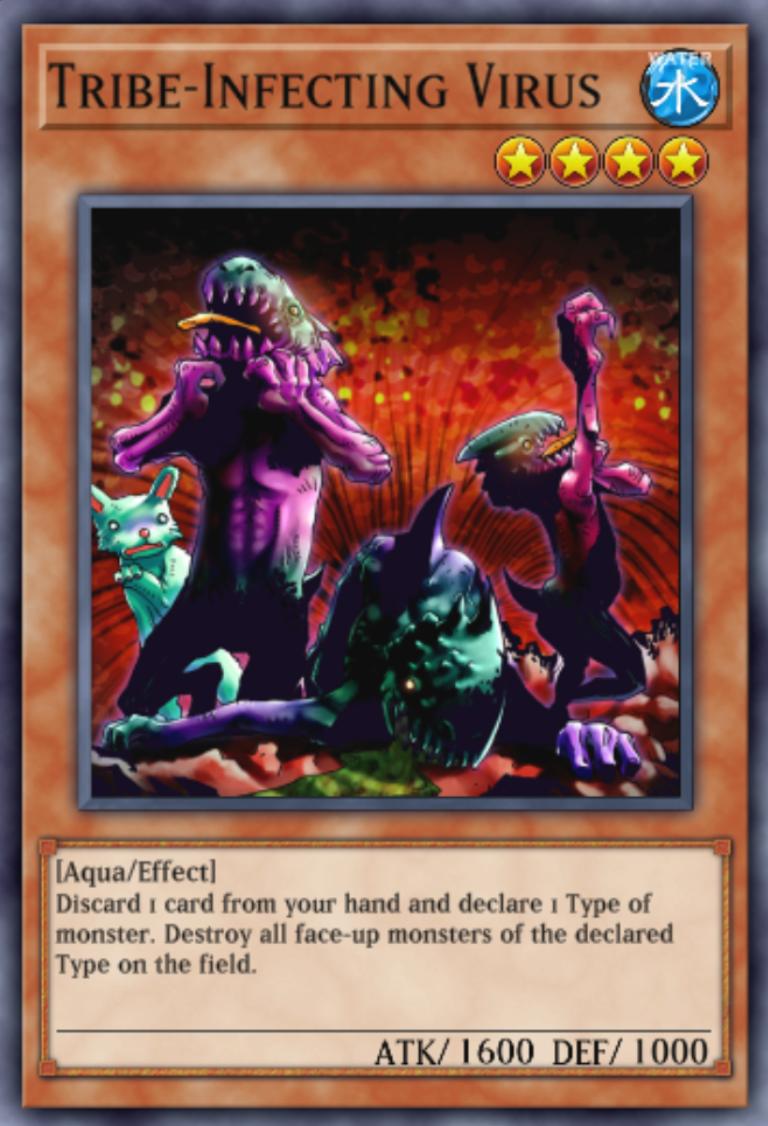 Tribe-Infecting Virus
WATER
水
[Aqua/Effect]
Discard 1 card from your hand and declare 1 Type of
monster. Destroy all face-up monsters of the declared
Type on the field.
ATK/ 1600 DEF/ 1000